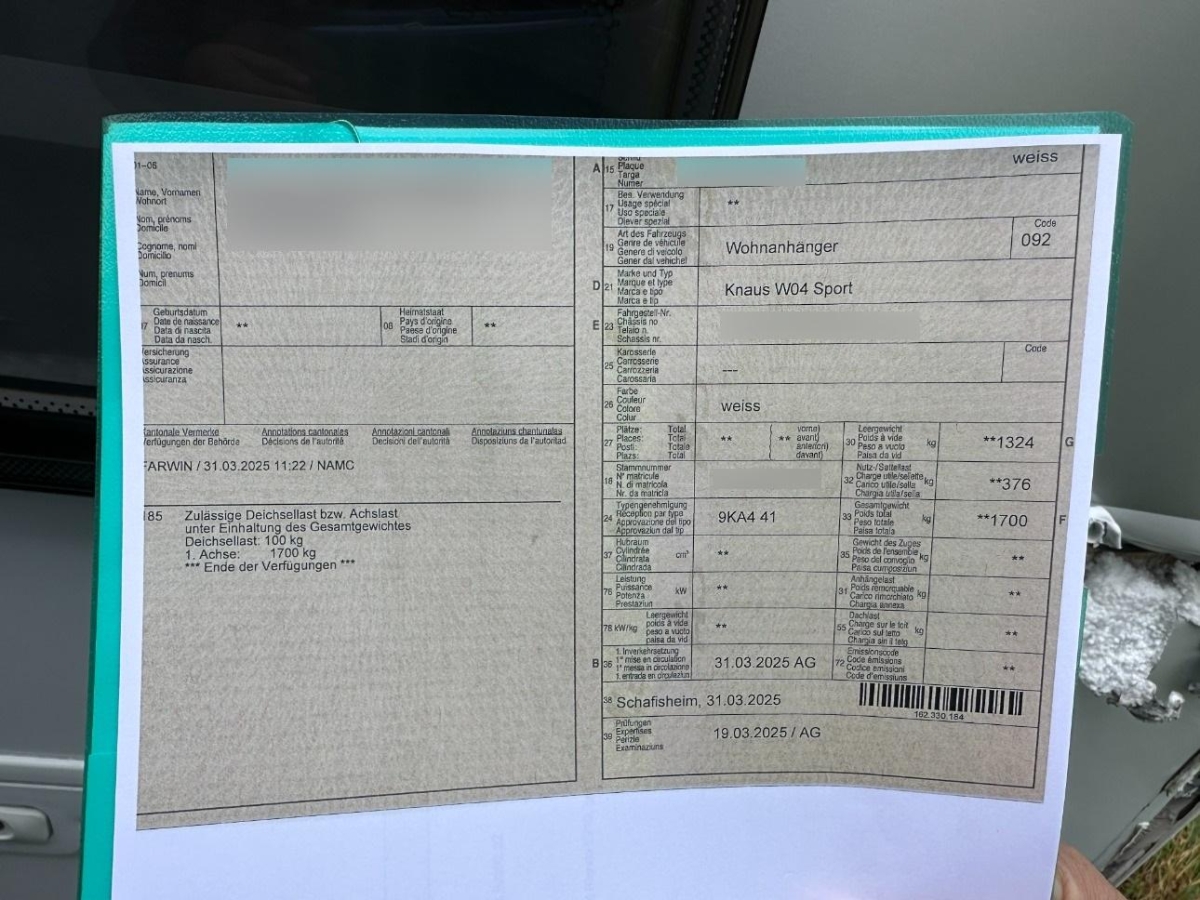 01-06
Name, Vornamen
Wohnort
Nom, prénoms
Domicile
Cognome, nomi
Domicilio
Num, prenums
Domicil
07 Geburtsdatum
Date de naissance
Data di nascita
Data da nasch.
**
08 Heimatstaat
Pays d'origine
Paese d'origine
Stadi d'origin
**
Versicherung
Assurance
Assicurazione
Assicuranza
Kantonale Vermerke
Verfügungen der Behörde
Annotations cantonales
Décisions de l'autorité
Annotazioni cantonali
Decisioni dell'autorità
Annotaziuns chantunalas
Disposiziuns da l'autoritad
FARWIN / 31.03.2025 11:22 / NAMC
185 Zulässige Deichsellast bzw. Achslast
unter Einhaltung des Gesamtgewichtes
Deichsellast: 100 kg
1. Achse: 1700 kg
*** Ende der Verfügungen ***
A 15 Schild
Plaque
Targa
Numer
weiss
17 Bes. Verwendung
Usage spécial
Uso speciale
Diever spezial
**
19 Art des Fahrzeugs
Genre de véhicule
Genere di veicolo
Gener dal vehichel
Wohnanhänger
Code
092
D 21 Marke und Typ
Marque et type
Marca e tipo
Marca e tip
Knaus W04 Sport
E 23 Fahrgestell-Nr.
Châssis no
Telaio n.
Schassis nr.
25 Karosserie
Carrosserie
Carrozzeria
Carossaria
---
Code
26 Farbe
Couleur
Colore
Colur
weiss
27 Plätze: Total
Places: Total
Posti: Totale
Plazs: Total
**
( vorne)
( ** avant)
( anteriori)
( davant)
30 Leergewicht
Poids à vide
Peso a vuoto
Paisa da vid
kg
**1324
G
18 Stammnummer
N° matricule
N. di matricola
Nr. da matricla
32 Nutz-/Sattellast
Charge utile/sellette
Carico utile/sella
Chargia utila/sella
kg
**376
24 Typengenehmigung
Réception par type
Approvazione del tipo
Approvaziun dal tip
9KA4 41
33 Gesamtgewicht
Poids total
Peso totale
Paisa totala
kg
**1700
F
37 Hubraum
Cylindrée
Cilindrata
Cilindrada
cm³
**
35 Gewicht des Zuges
Poids de l'ensemble
Peso del convoglio
Paisa cumposiziun
kg
**
76 Leistung
Puissance
Potenza
Prestaziun
kW
**
31 Anhängelast
Poids remorquable
Carico rimorchiato
Chargia annexa
kg
**
78 kW/kg
Leergewicht
poids à vide
peso a vuoto
paisa da vid
**
55 Dachlast
Charge sur le toit
Carico sul tetto
Chargia sin il tetg
kg
**
B 36 1. Inverkehrsetzung
1re mise en circulation
1a messa in circolazione
1. entrada en circulaziun
31.03.2025 AG
72 Emissionscode
Code émissions
Codice emissioni
Code d'emissiuns
**
38 Schafisheim, 31.03.2025
162.330.184
39 Prüfungen
Expertises
Perizie
Examinaziuns
19.03.2025 / AG